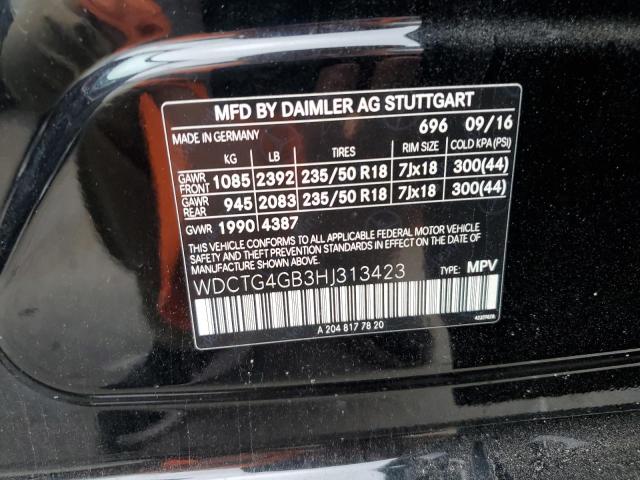 MFD BY DAIMLER AG STUTTGART
MADE IN GERMANY 696 09/16
KG LB TIRES RIM SIZE COLD KPA(PSI)
GAWR FRONT 1085 2392 235/50 R18 7Jx18 300(44)
GAWR REAR 945 2083 235/50 R18 7Jx18 300(44)
GVWR 1990 4387
THIS VEHICLE CONFORMS TO ALL APPLICABLE FEDERAL MOTOR VEHICLE
SAFETY AND THEFT PREVENTION STANDARDS IN EFFECT ON THE
DATE OF MANUFACTURE SHOWN ABOVE.
WDCTG4GB3HJ313423 TYPE: MPV
A 204 817 78 20